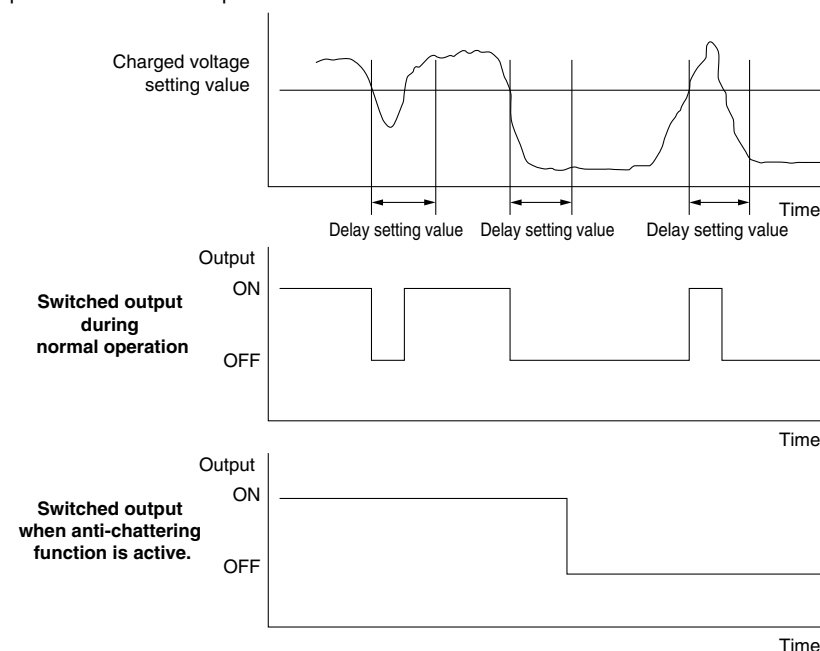 Charged voltage
setting value
Time
Delay setting value Delay setting value Delay setting value
Output
ON
Switched output
during
normal operation
OFF
Time
Output
ON
Switched output
when anti-chattering
function is active.
OFF
Time